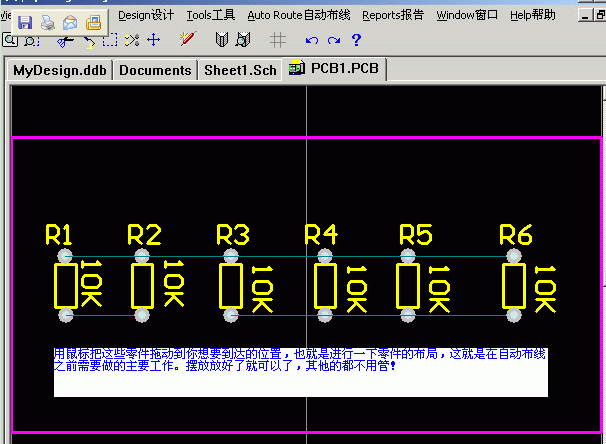 Design设计 Tools工具 Auto Route自动布线 Reports报告 Window窗口 Help帮助
MyDesign.ddb Documents Sheet1.Sch PCB1.PCB
R1 R2 R3 R4 R5 R6
10K 10K 10K 10K 10K 10K
用鼠标把这些零件拖动到你想要到达的位置，也就是进行一下零件的布局，这就是在自动布线
之前需要做的主要工作。摆放放好了就可以了，其他的都不用管！